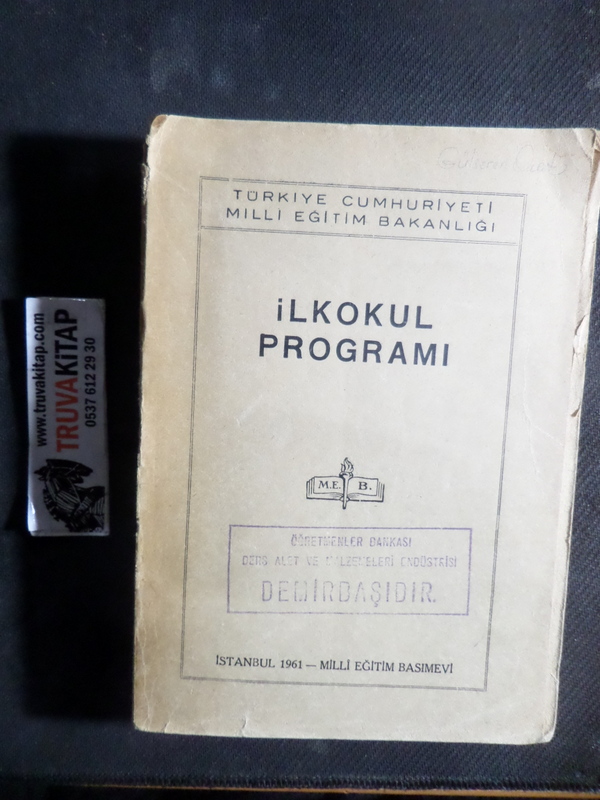 TÜRKİYE CUMHURİYETİ
MİLLİ EĞİTİM BAKANLIĞI
İLKOKUL
PROGRAMI
M.E. B.
ÖĞRETMENLER BANKASI
DERS ALET VE MALZEMELERİ ENDÜSTRİSİ
DEMİRBAŞIDIR.
İSTANBUL 1961 — MİLLÎ EĞİTİM BASIMEVİ
www.truvakitap.com
TRUVAKİTAP
0537 612 29 30